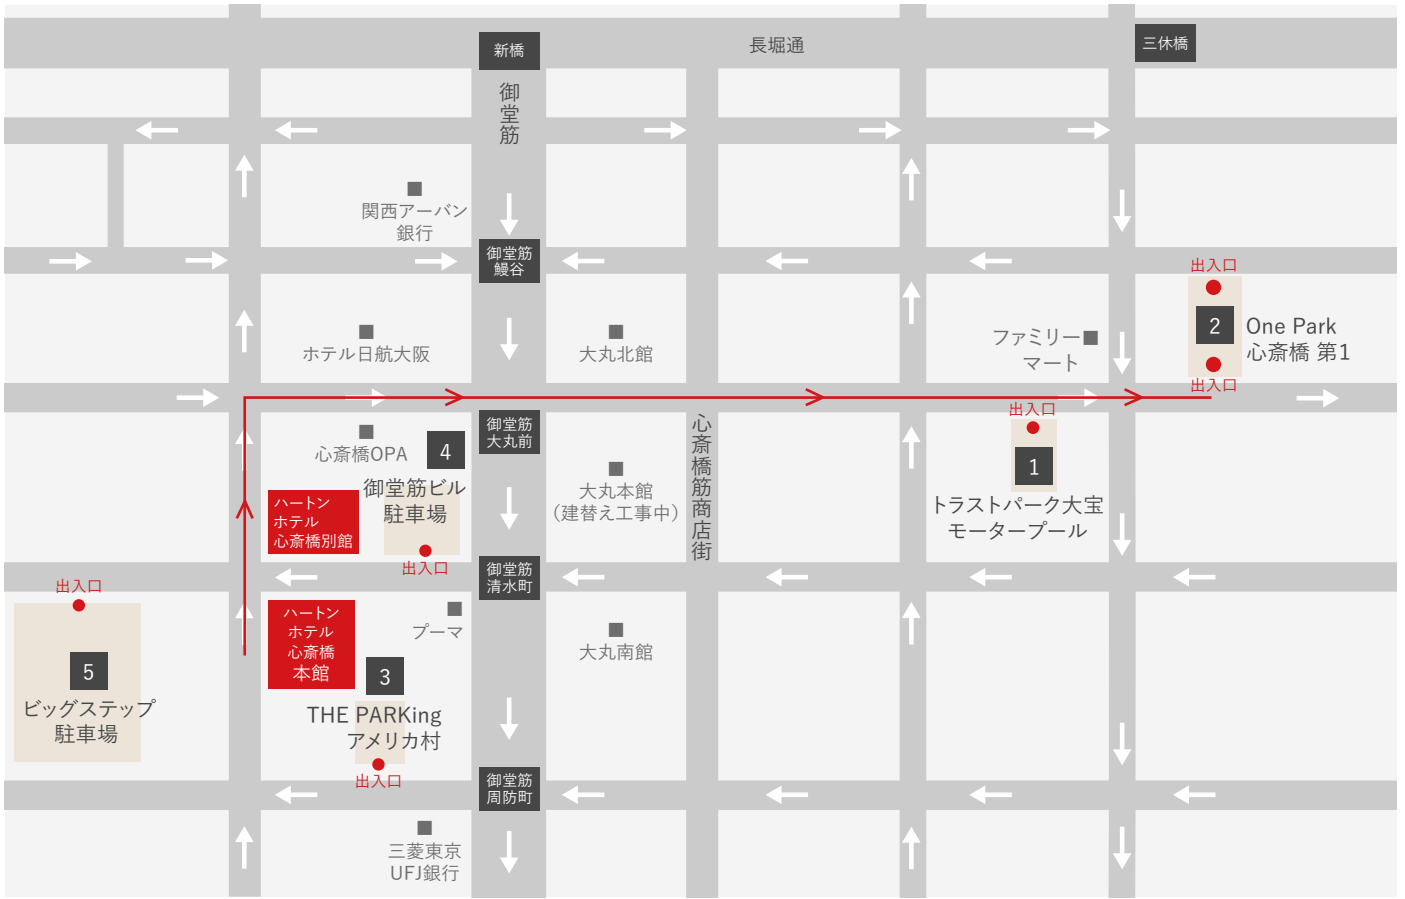 新橋
長堀通
三休橋
御堂筋
関西アーバン
銀行
御堂筋
鰻谷
出入口
2
One Park
心斎橋 第1
出入口
ホテル日航大阪
大丸北館
ファミリー
マート
心斎橋OPA
4
御堂筋
大丸前
心斎橋筋商店街
出入口
1
トラストパーク大宝
モータープール
御堂筋ビル
駐車場
出入口
ハートン
ホテル
心斎橋別館
大丸本館
（建替え工事中）
出入口
5
ビッグステップ
駐車場
ハートン
ホテル
心斎橋
本館
プーマ
御堂筋
清水町
大丸南館
3
THE PARKing
アメリカ村
出入口
御堂筋
周防町
三菱東京
UFJ銀行